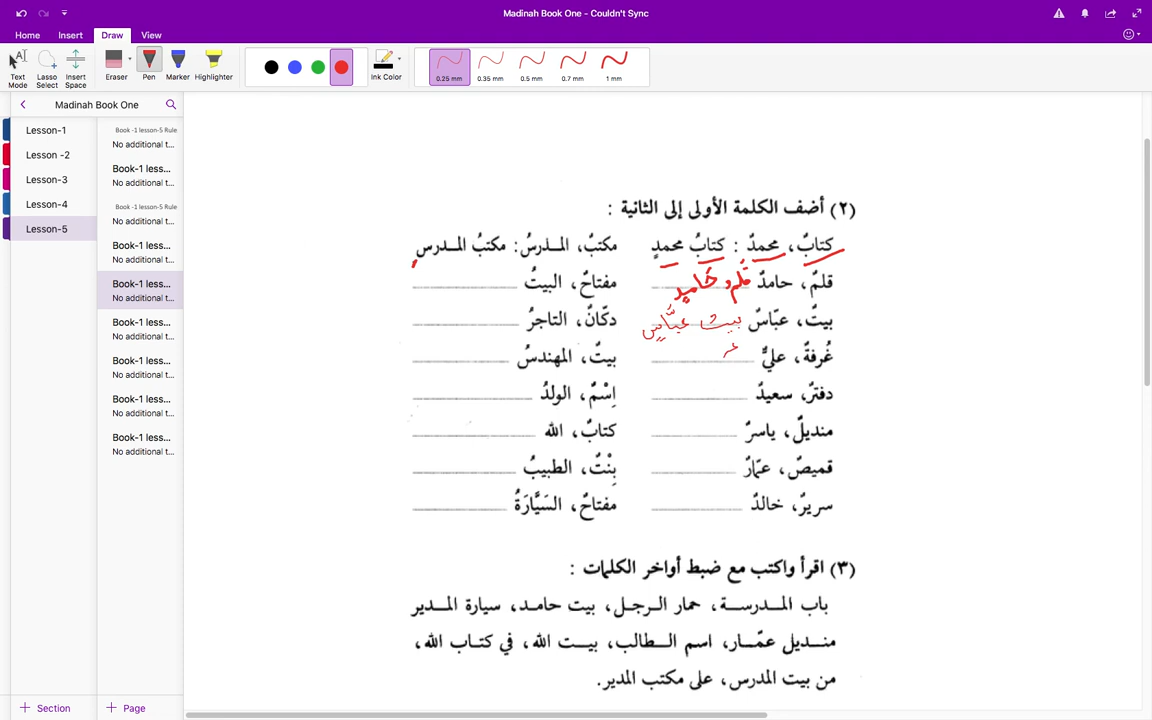 Madinah Book One - Couldn't Sync
Home Insert Draw View
Text Mode Lasso Select Insert Space Eraser Pen Marker Highlighter Ink Color 0.25 mm 0.35 mm 0.5 mm 0.7 mm 1 mm
Madinah Book One
Lesson-1
Lesson -2
Lesson-3
Lesson-4
Lesson-5
Book -1 lesson-5 Rule
No additional t...
Book-1 less...
No additional t...
Book -1 lesson-5 Rule
No additional t...
Book-1 less...
No additional t...
Book-1 less...
No additional t...
Book-1 less...
No additional t...
Book-1 less...
No additional t...
Book-1 less...
No additional t...
Book-1 less...
No additional t...
Section Page
(٢) أضف الكلمة الأولى إلى الثانية :
كتابٌ، محمدٌ : كتابُ محمدٍ مكتبٌ، المدرسُ: مكتبُ المدرسِ
قلمٌ، حامدٌ قلمُ حَاميدٍ مفتاحٌ، البيتُ
بيتٌ، عبّاسٌ بيت عبَّاسٍ دكّانٌ، التاجرُ
غُرفةٌ، عليٌّ غر بيتٌ، المهندسُ
دفترٌ، سعيدٌ اِسْمٌ، الولدُ
منديلٌ، ياسرٌ كتابٌ، الله
قميصٌ، عمّارٌ بِنْتٌ، الطبيبُ
سريرٌ، خالدٌ مفتاحٌ، السَيَّارَةُ
(٣) اقرأ واكتب مع ضبط أواخر الكلمات :
باب المدرسة، حمار الرجل، بيت حامد، سيارة المدير
منديل عمّار، اسم الطالب، بيت الله، في كتاب الله،
من بيت المدرس، على مكتب المدير.